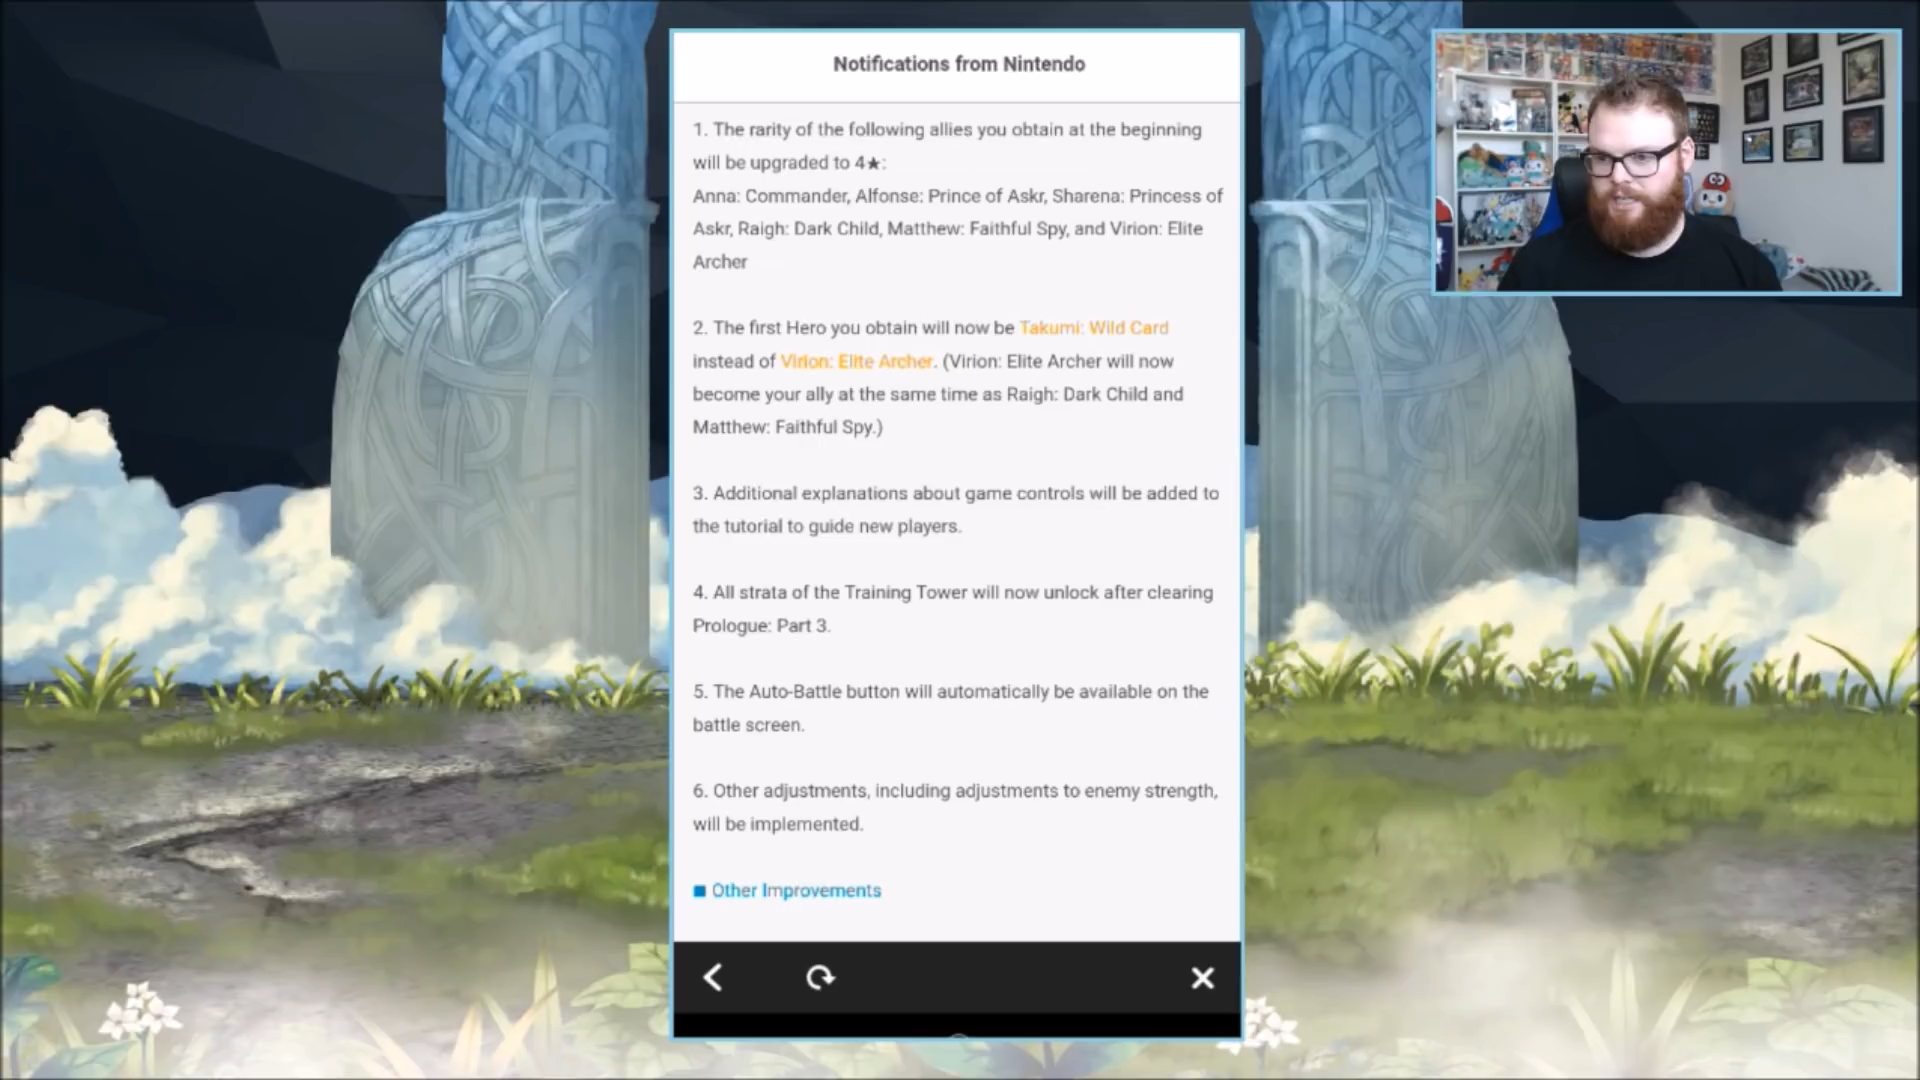 Notifications from Nintendo
1. The rarity of the following allies you obtain at the beginning
will be upgraded to 4★:
Anna: Commander, Alfonse: Prince of Askr, Sharena: Princess of
Askr, Raigh: Dark Child, Matthew: Faithful Spy, and Virion: Elite
Archer
2. The first Hero you obtain will now be Takumi: Wild Card
instead of Virion: Elite Archer. (Virion: Elite Archer will now
become your ally at the same time as Raigh: Dark Child and
Matthew: Faithful Spy.)
3. Additional explanations about game controls will be added to
the tutorial to guide new players.
4. All strata of the Training Tower will now unlock after clearing
Prologue: Part 3.
5. The Auto-Battle button will automatically be available on the
battle screen.
6. Other adjustments, including adjustments to enemy strength,
will be implemented.
■ Other Improvements